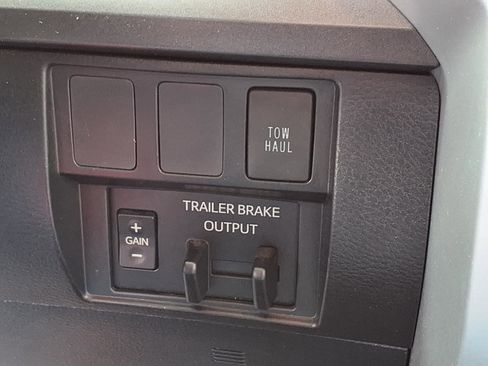 TOW
HAUL
TRAILER BRAKE
OUTPUT
+
GAIN
-